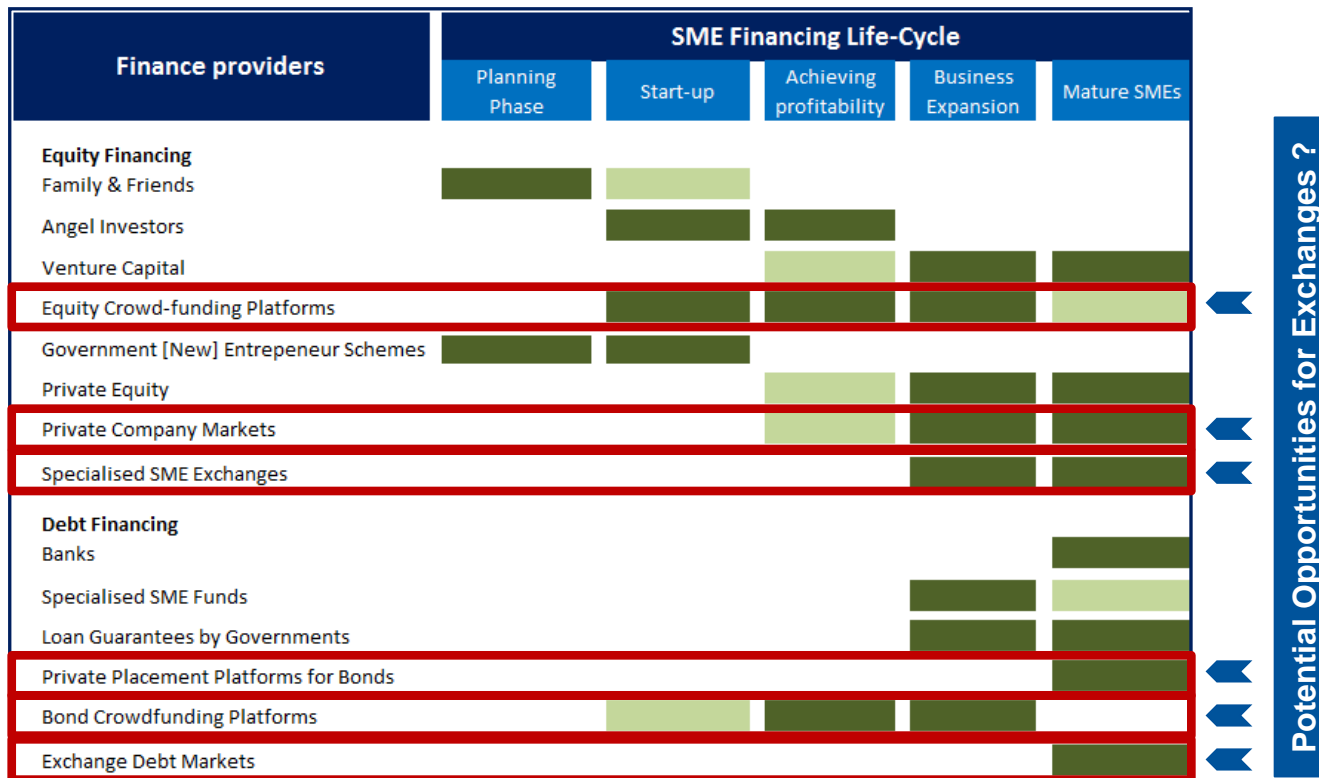 Finance providers
SME Financing Life-Cycle
Planning
Phase
Start-up
Achieving
profitability
Business
Expansion
Mature SMEs
Equity Financing
Family & Friends
Angel Investors
Venture Capital
Equity Crowd-funding Platforms
Government [New] Entrepeneur Schemes
Private Equity
Private Company Markets
Specialised SME Exchanges
Debt Financing
Banks
Specialised SME Funds
Loan Guarantees by Governments
Private Placement Platforms for Bonds
Bond Crowdfunding Platforms
Exchange Debt Markets
Potential Opportunities for Exchanges ?